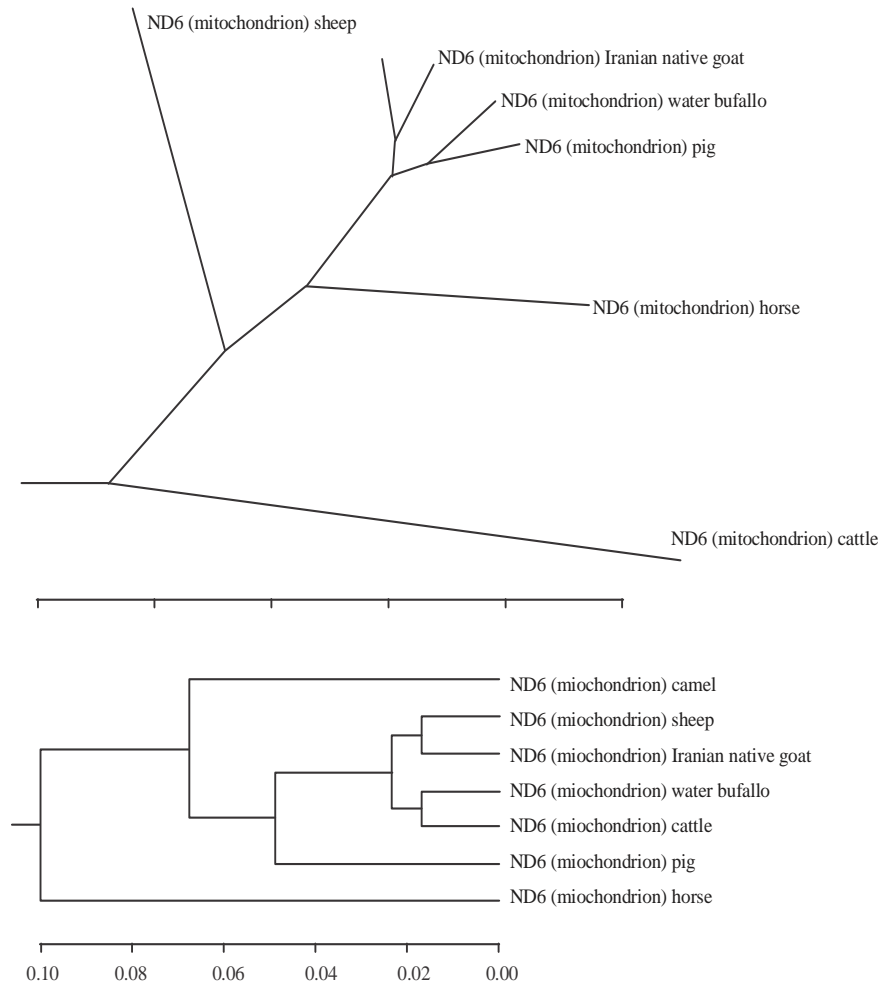 ND6 (mitochondrion) sheep
ND6 (mitochondrion) Iranian native goat
ND6 (mitochondrion) water bufallo
ND6 (mitochondrion) pig
ND6 (mitochondrion) horse
ND6 (mitochondrion) cattle
ND6 (miochondrion) camel
ND6 (miochondrion) sheep
ND6 (miochondrion) Iranian native goat
ND6 (miochondrion) water bufallo
ND6 (miochondrion) cattle
ND6 (miochondrion) pig
ND6 (miochondrion) horse
0.10 0.08 0.06 0.04 0.02 0.00